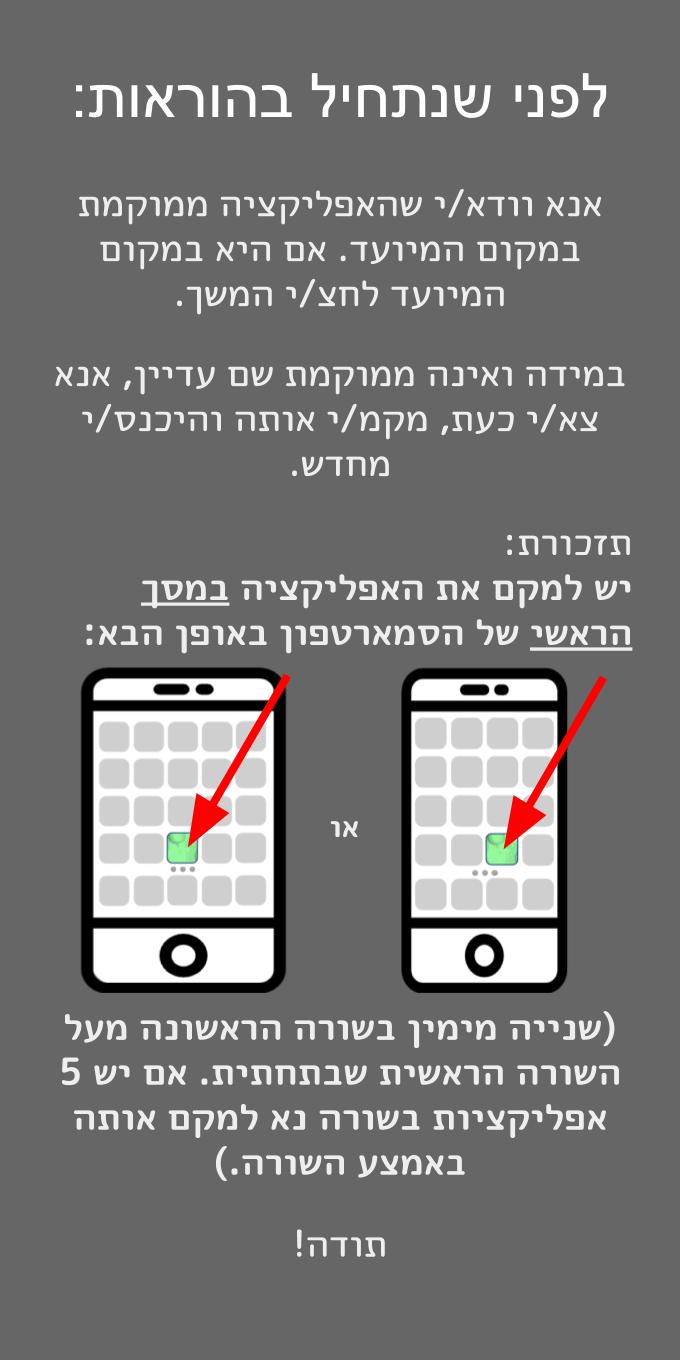 לפני שנתחיל בהוראות:
אנא וודא/י שהאפליקציה ממוקמת
במקום המיועד. אם היא במקום
המיועד לחצ/י המשך.
במידה ואינה ממוקמת שם עדיין, אנא
צא/י כעת, מקמ/י אותה והיכנס/י
מחדש.
תזכורת:
יש למקם את האפליקציה במסך
הראשי של הסמארטפון באופן הבא:
או
(שנייה מימין בשורה הראשונה מעל
השורה הראשית שבתחתית. אם יש 5
אפליקציות בשורה נא למקם אותה
באמצע השורה.)
תודה!